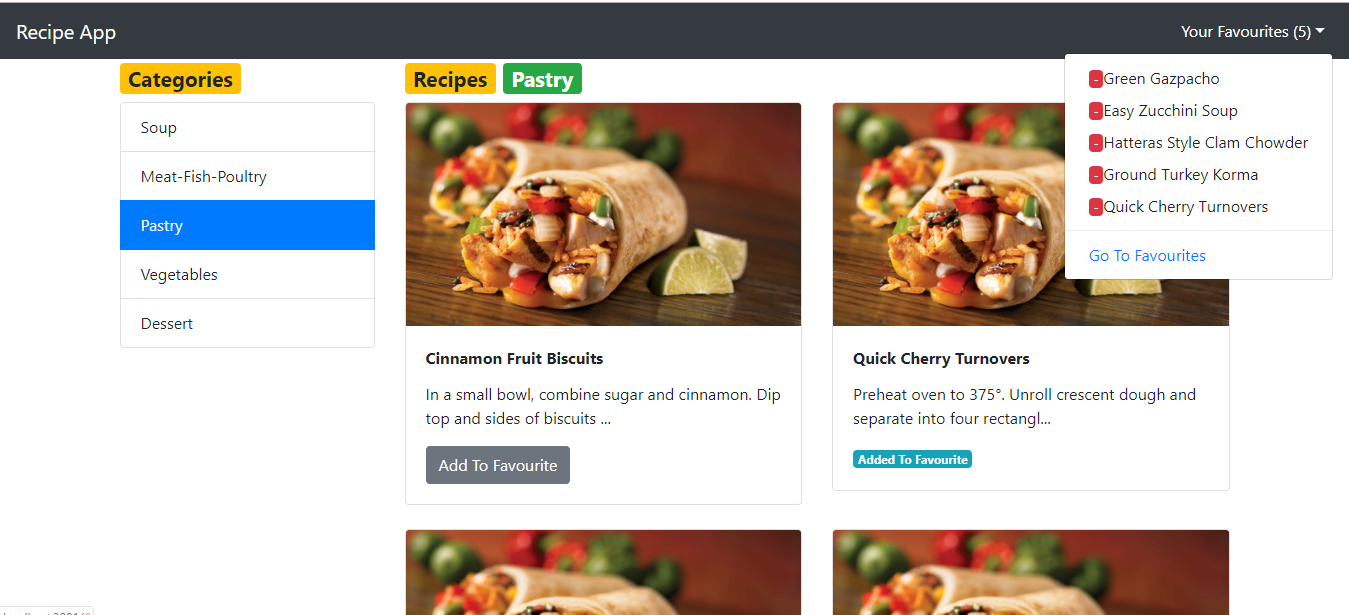 Recipe App
Your Favourites (5)
Categories
Recipes Pastry
Soup
Meat-Fish-Poultry
Pastry
Vegetables
Dessert
- Green Gazpacho
- Easy Zucchini Soup
- Hatteras Style Clam Chowder
- Ground Turkey Korma
- Quick Cherry Turnovers
Go To Favourites
Cinnamon Fruit Biscuits
In a small bowl, combine sugar and cinnamon. Dip
top and sides of biscuits ...
Add To Favourite
Quick Cherry Turnovers
Preheat oven to 375°. Unroll crescent dough and
separate into four rectangl...
Added To Favourite